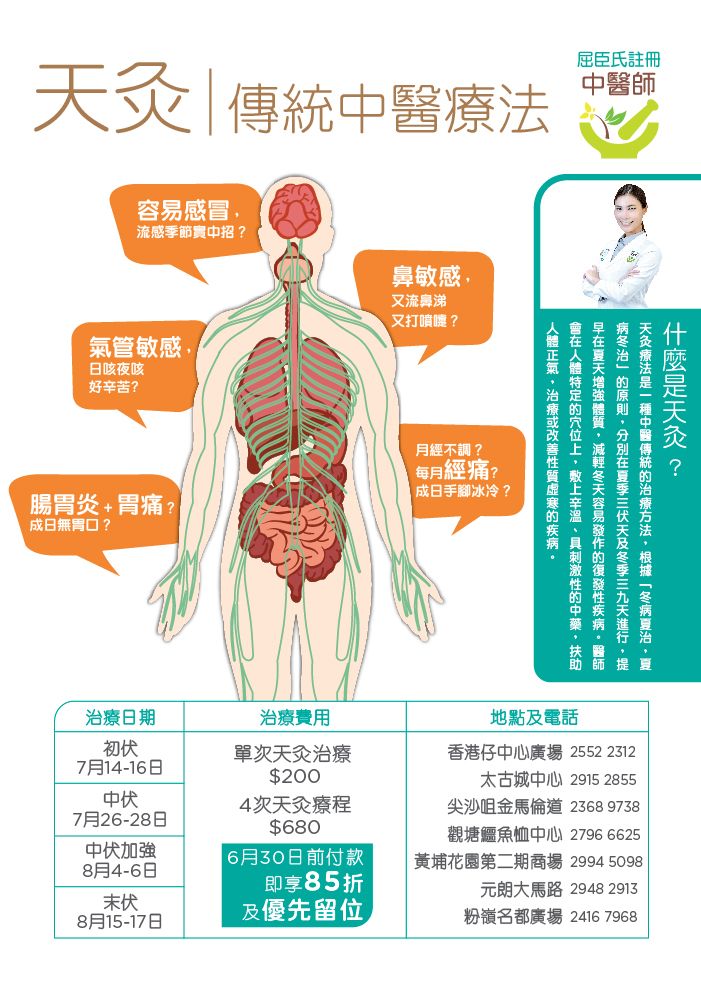 天灸|傳統中醫療法
屈臣氏註冊
中醫師
容易感冒，
流感季節實中招？
鼻敏感，
又流鼻涕
又打噴嚏？
氣管敏感，
日咳夜咳
好辛苦？
月經不調？
每月經痛？
成日手腳冰冷？
腸胃炎+胃痛？
成日無胃口？
什麼是天灸？
天灸療法是一種中醫傳統的治療方法，根據「冬病夏治，夏
病冬治」的原則，分別在夏季三伏天及冬季三九天進行，提
早在夏天增強體質，減輕冬天容易發作的復發性疾病。醫師
會在人體特定的穴位上，敷上辛溫、具刺激性的中藥，扶助
人體正氣，治療或改善性質虛寒的疾病。
治療日期
初伏
7月14-16日
中伏
7月26-28日
中伏加強
8月4-6日
末伏
8月15-17日
治療費用
單次天灸治療
$200
4次天灸療程
$680
6月30日前付款
即享85折
及優先留位
地點及電話
香港仔中心廣場 2552 2312
太古城中心 2915 2855
尖沙咀金馬倫道 2368 9738
觀塘鱷魚恤中心 2796 6625
黃埔花園第二期商場 2994 5098
元朗大馬路 2948 2913
粉嶺名都廣場 2416 7968